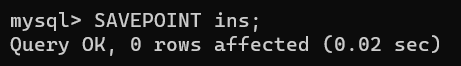 mysql> SAVEPOINT ins;
Query OK, 0 rows affected (0.02 sec)